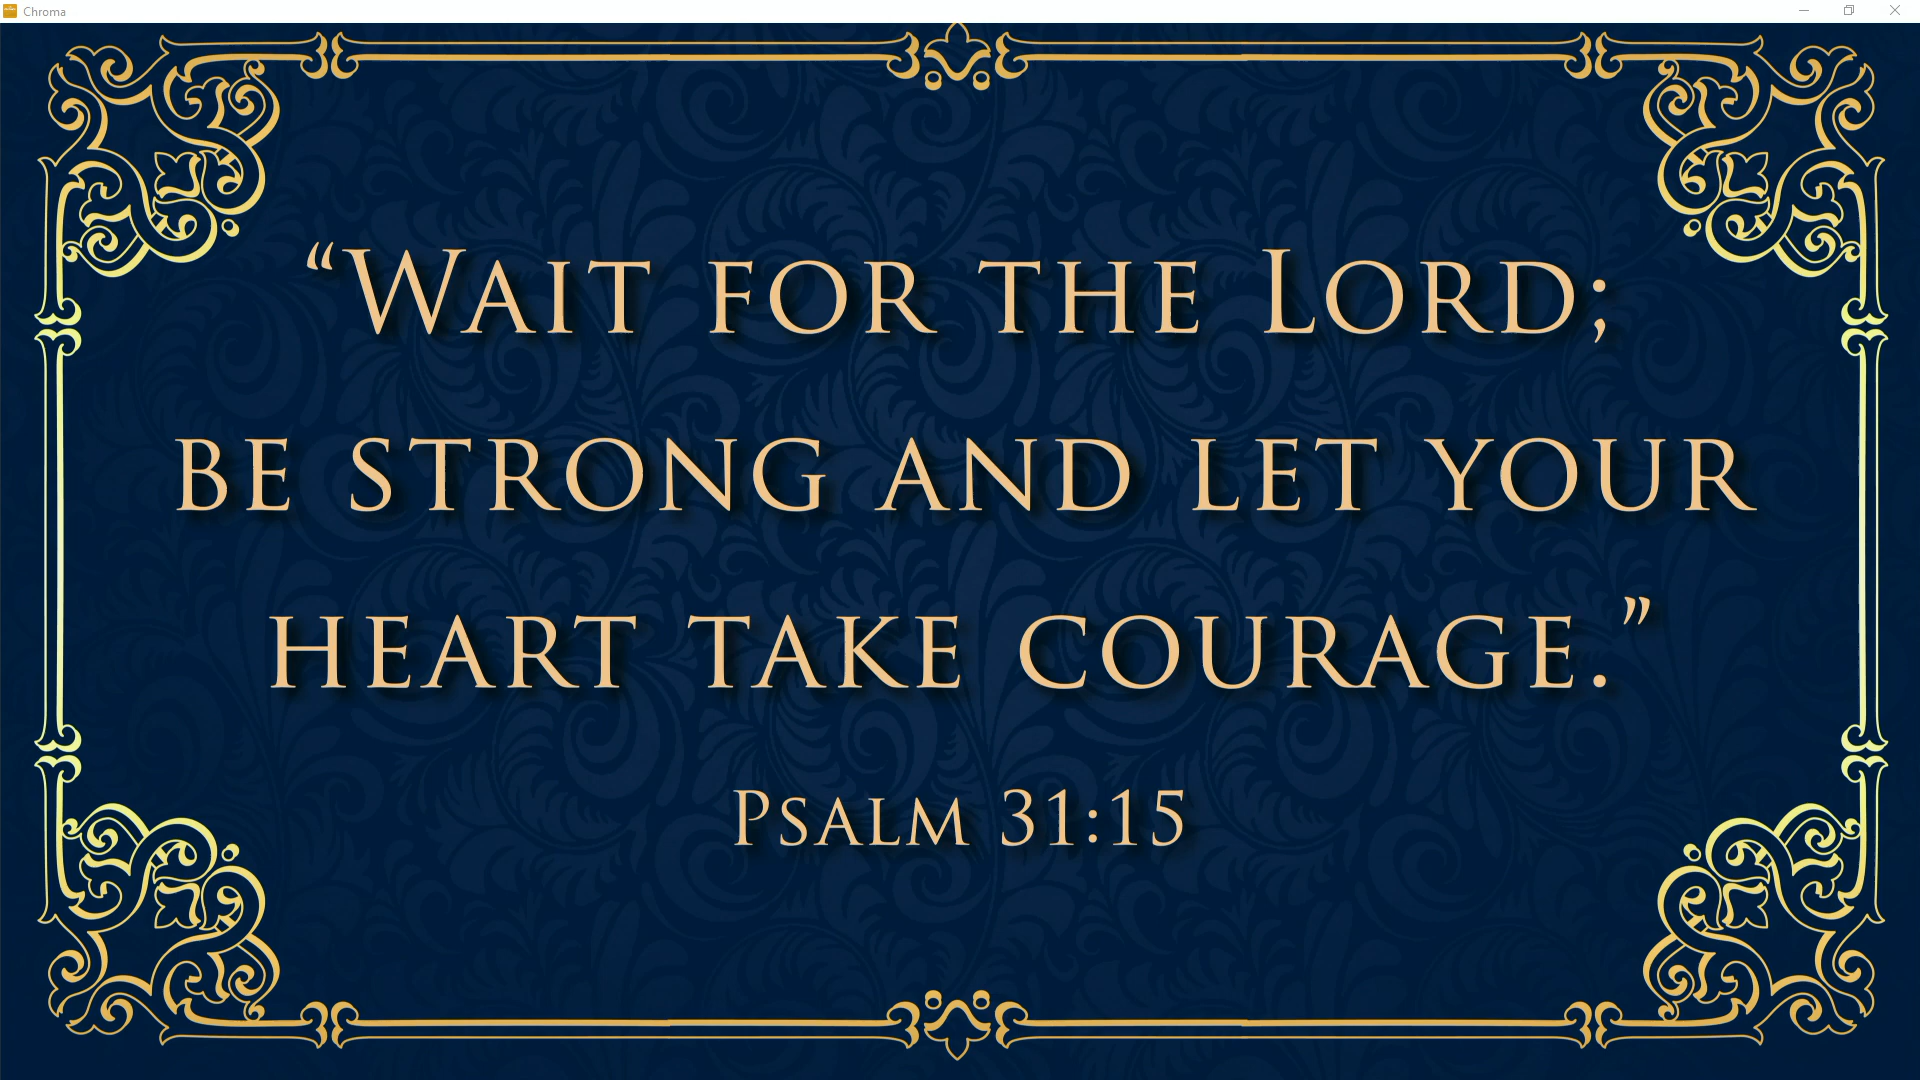 Chroma
“Wait for the Lord;
be strong and let your
heart take courage.”
Psalm 31:15